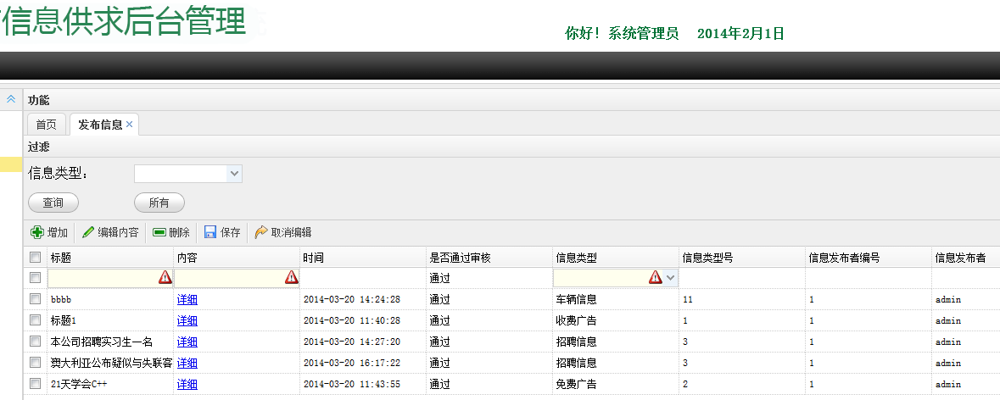 信息供求后台管理
你好！系统管理员 2014年2月1日
功能
首页 发布信息
过滤
信息类型：
查询 所有
增加 编辑内容 删除 保存 取消编辑
标题 内容 时间 是否通过审核 信息类型 信息类型号 信息发布者编号 信息发布者
通过
bbbb 详细 2014-03-20 14:24:28 通过 车辆信息 11 1 admin
标题1 详细 2014-03-20 11:40:28 通过 收费广告 1 1 admin
本公司招聘实习生一名 详细 2014-03-20 14:27:20 通过 招聘信息 3 1 admin
澳大利亚公布疑似与失联客 详细 2014-03-20 16:17:22 通过 招聘信息 3 1 admin
21天学会C++ 详细 2014-03-20 11:43:55 通过 免费广告 2 1 admin